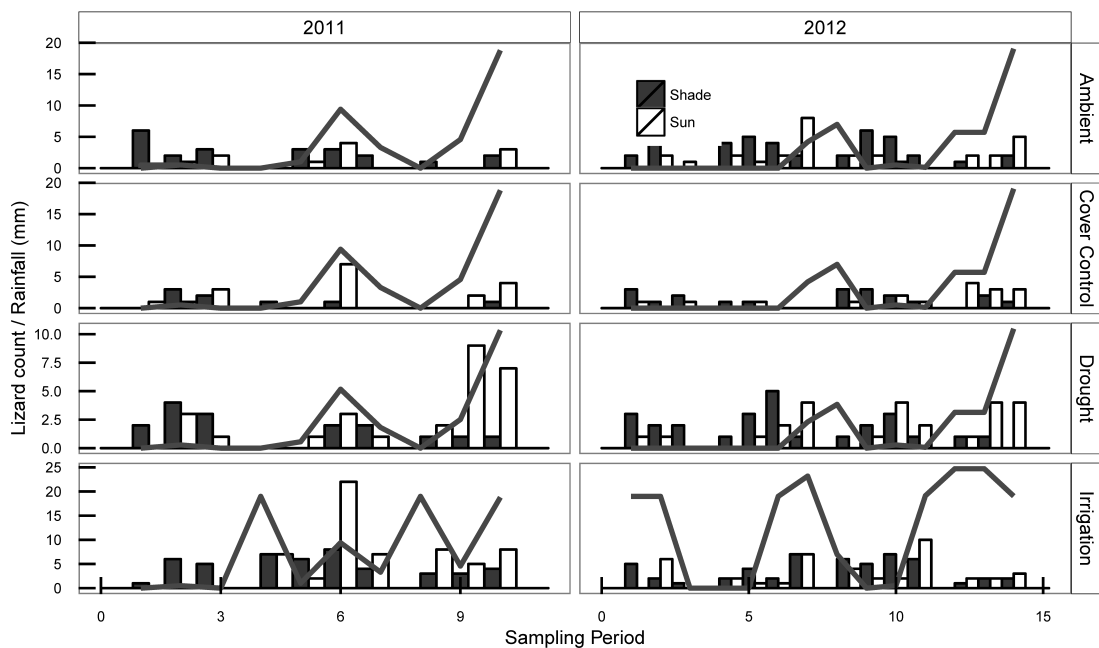 2011 2012
Lizard count / Rainfall (mm)
20
15
10
5
0
Shade
Sun
Ambient
20
15
10
5
0
Cover Control
10.0
7.5
5.0
2.5
0.0
Drought
25
20
15
10
5
0
Irrigation
0 3 6 9 0 5 10 15
Sampling Period